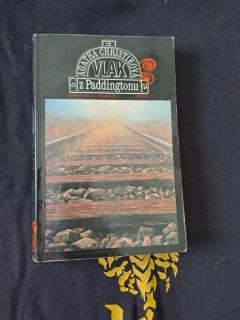 AGATHA CHRISTIEOVÁ
VLAK
z Paddingtonu